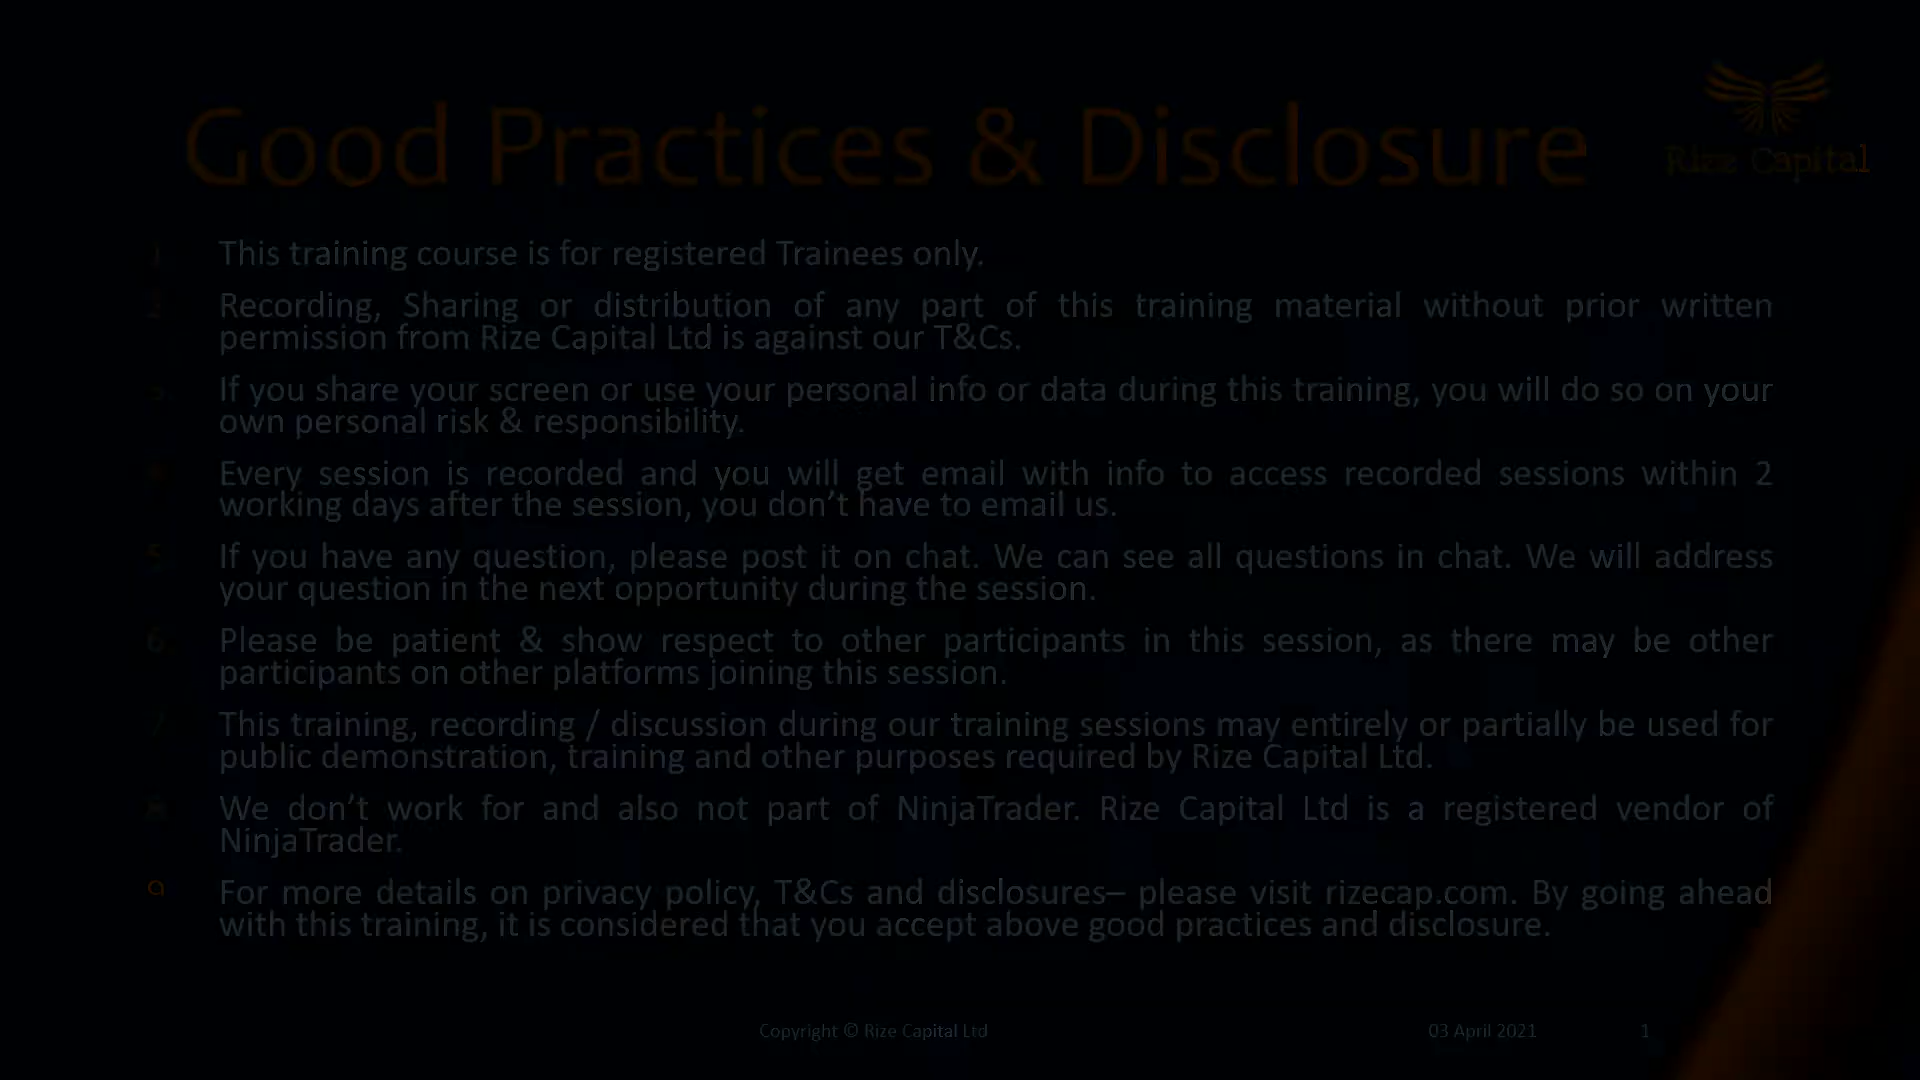 Good Practices & Disclosure
Rize Capital
1. This training course is for registered Trainees only.
2. Recording, Sharing or distribution of any part of this training material without prior written
permission from Rize Capital Ltd is against our T&Cs.
3. If you share your screen or use your personal info or data during this training, you will do so on your
own personal risk & responsibility.
4. Every session is recorded and you will get email with info to access recorded sessions within 2
working days after the session, you don’t have to email us.
5. If you have any question, please post it on chat. We can see all questions in chat. We will address
your question in the next opportunity during the session.
6. Please be patient & show respect to other participants in this session, as there may be other
participants on other platforms joining this session.
7. This training, recording / discussion during our training sessions may entirely or partially be used for
public demonstration, training and other purposes required by Rize Capital Ltd.
8. We don’t work for and also not part of NinjaTrader. Rize Capital Ltd is a registered vendor of
NinjaTrader.
9. For more details on privacy policy, T&Cs and disclosures– please visit rizecap.com. By going ahead
with this training, it is considered that you accept above good practices and disclosure.
Copyright © Rize Capital Ltd
03 April 2021
1